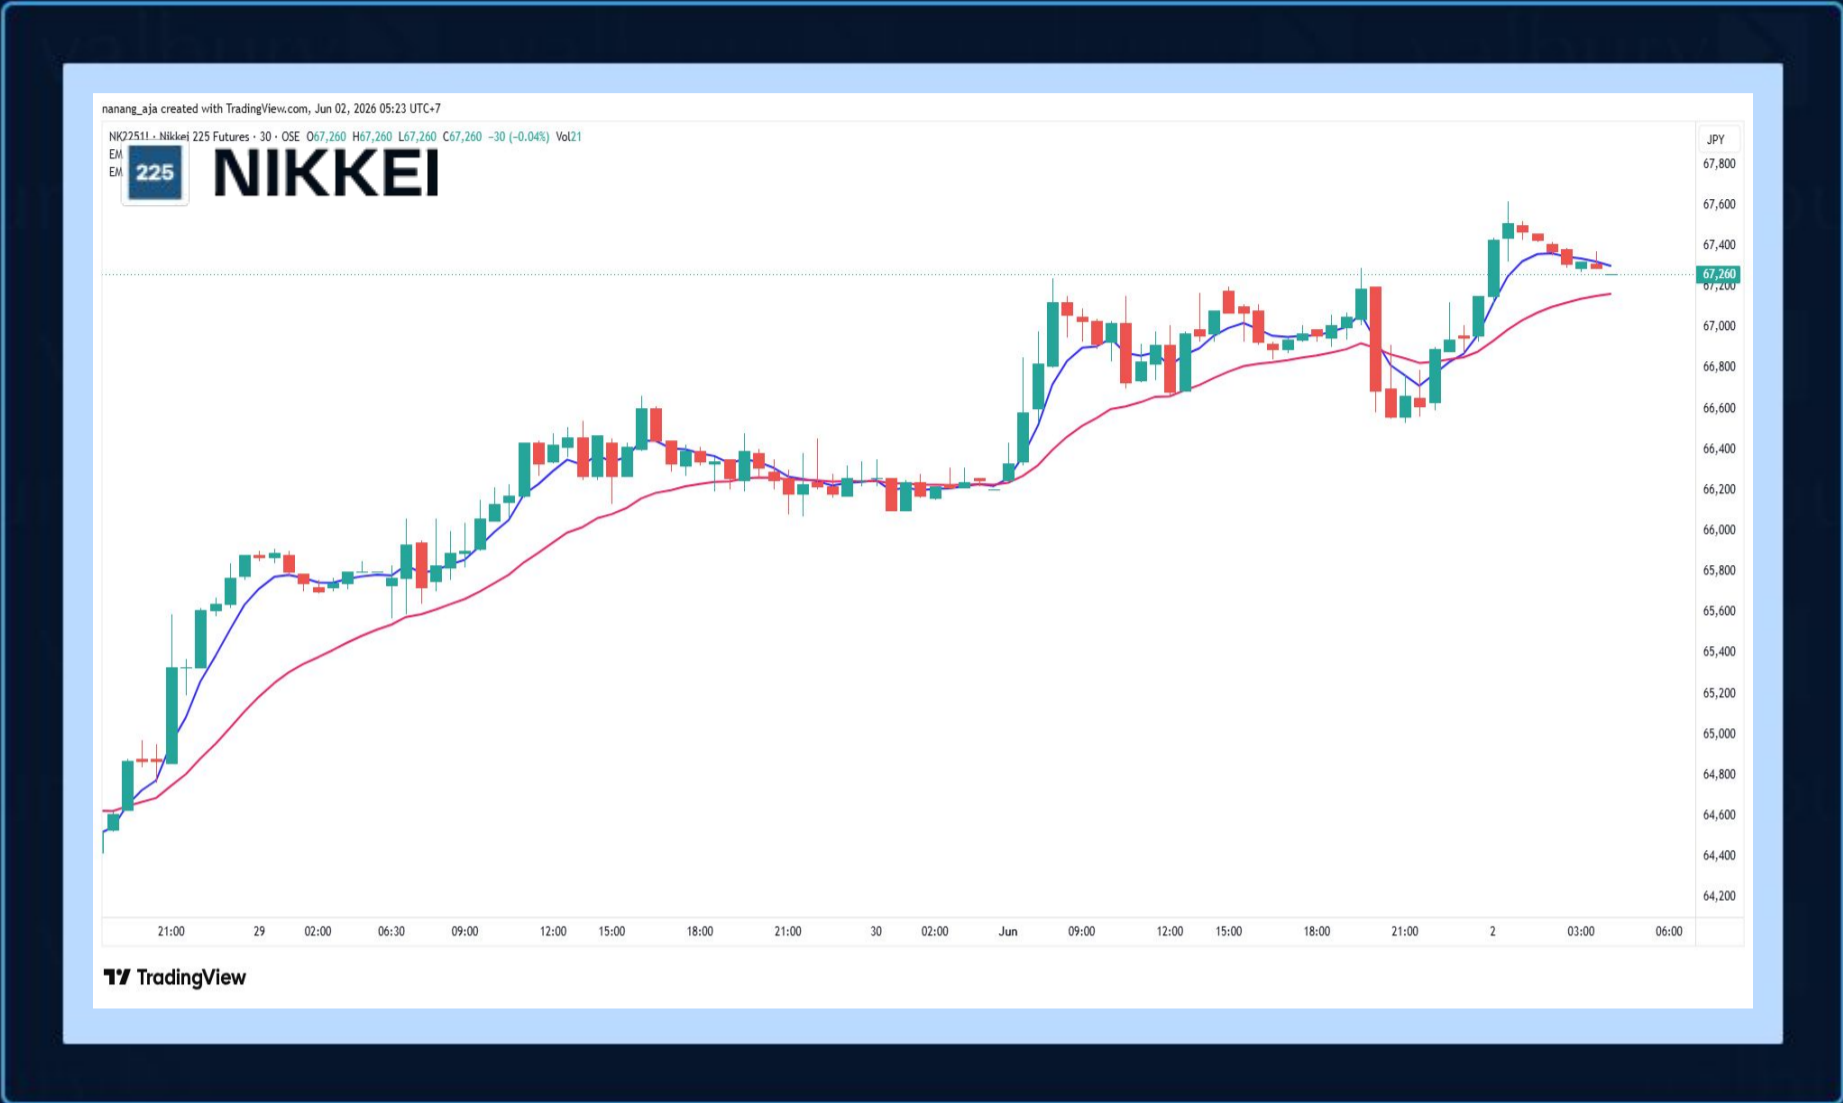 nanang_aja created with TradingView.com, Jun 02, 2026 05:23 UTC+7
Nikkei 225 Futures · 30 · OSE O67,260 H67,260 L67,260 C67,260 −30 (−0.04%) Vol21
JPY
EM
EM
225 NIKKEI
67,800
67,600
67,400
67,260
67,200
67,000
66,800
66,600
66,400
66,200
66,000
65,800
65,600
65,400
65,200
65,000
64,800
64,600
64,400
64,200
21:00 29 02:00 06:30 09:00 12:00 15:00 18:00 21:00 30 02:00 Jun 09:00 12:00 15:00 18:00 21:00 2 03:00 06:00
TradingView